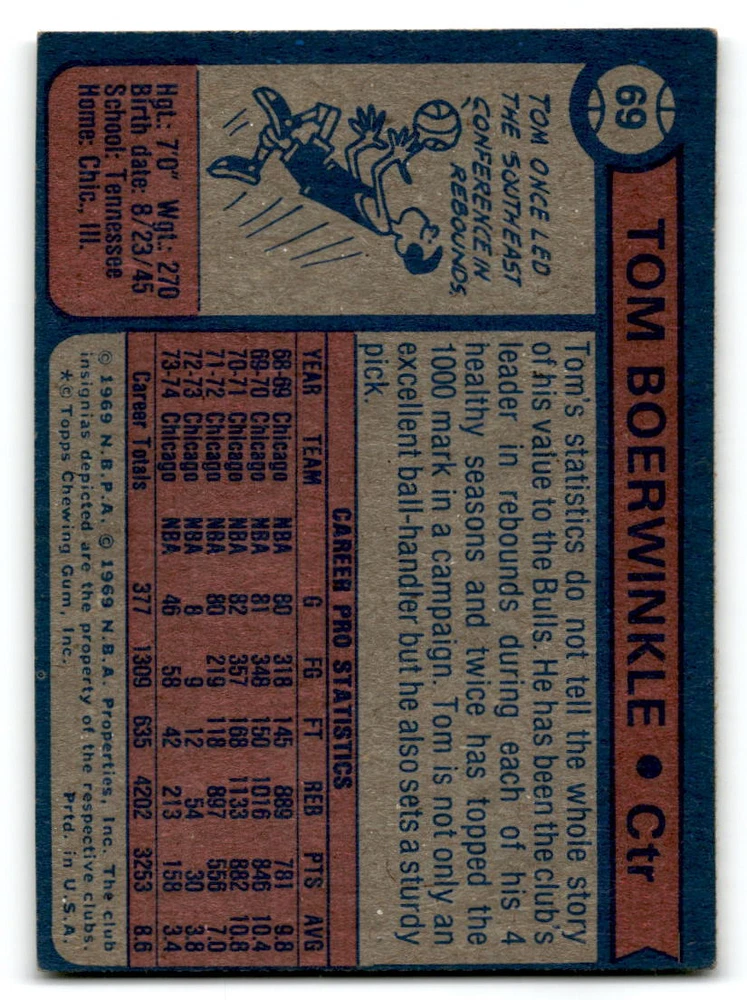 69
TOM BOERWINKLE • Ctr
TOM ONCE LED
THE SOUTHEAST
CONFERENCE IN
REBOUNDS.
Hgt.: 7'0" Wgt.: 270
Birth date: 8/23/45
School: Tennessee
Home: Chic., Ill.
Tom's statistics do not tell the whole story
of his value to the Bulls. He has been the club's
leader in rebounds during each of his 4
healthy seasons and twice has topped the
1000 mark in a campaign. Tom is not only an
excellent ball-handler but he also sets a sturdy
pick.
CAREER PRO STATISTICS
YEAR TEAM G FG FT REB PTS AVG
68-69 Chicago NBA 80 318 145 889 781 9.8
69-70 Chicago NBA 81 348 150 1016 846 10.4
70-71 Chicago NBA 82 357 168 1133 882 10.8
71-72 Chicago NBA 80 219 118 897 556 7.0
72-73 Chicago NBA 8 9 12 54 30 3.8
73-74 Chicago NBA 46 58 42 213 158 3.4
Career Totals 377 1309 635 4202 3253 8.6
© 1969 N.B.P.A. © 1969 N.B.A. Properties, Inc. The club
insignias depicted are the property of the respective clubs.
*© Topps Chewing Gum, Inc. Prtd. in U.S.A.